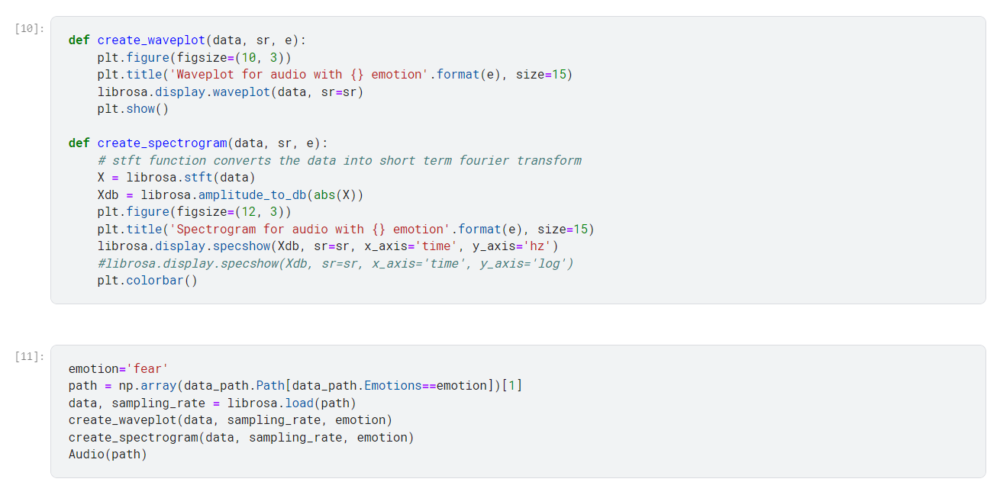 [10]:
def create_waveplot(data, sr, e):
    plt.figure(figsize=(10, 3))
    plt.title('Waveplot for audio with {} emotion'.format(e), size=15)
    librosa.display.waveplot(data, sr=sr)
    plt.show()

def create_spectrogram(data, sr, e):
    # stft function converts the data into short term fourier transform
    X = librosa.stft(data)
    Xdb = librosa.amplitude_to_db(abs(X))
    plt.figure(figsize=(12, 3))
    plt.title('Spectrogram for audio with {} emotion'.format(e), size=15)
    librosa.display.specshow(Xdb, sr=sr, x_axis='time', y_axis='hz')
    #librosa.display.specshow(Xdb, sr=sr, x_axis='time', y_axis='log')
    plt.colorbar()

[11]:
emotion='fear'
path = np.array(data_path.Path[data_path.Emotions==emotion])[1]
data, sampling_rate = librosa.load(path)
create_waveplot(data, sampling_rate, emotion)
create_spectrogram(data, sampling_rate, emotion)
Audio(path)